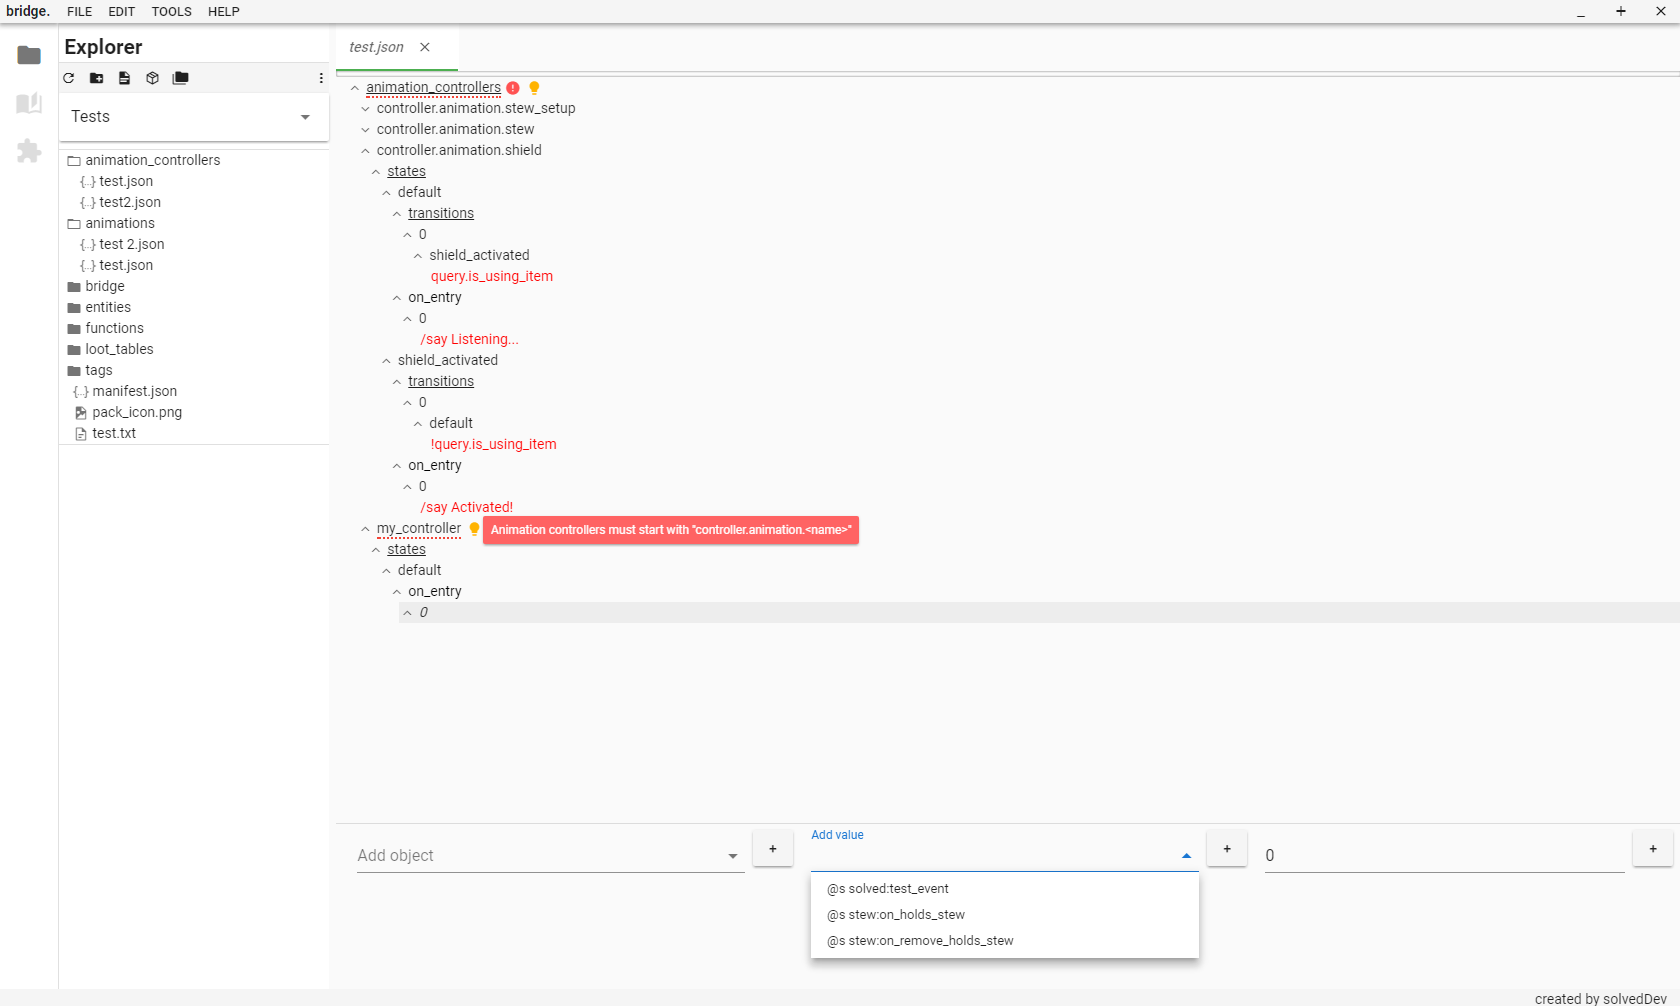 bridge. FILE EDIT TOOLS HELP
Explorer
Tests
animation_controllers
{..} test.json
{..} test2.json
animations
{..} test 2.json
{..} test.json
bridge
entities
functions
loot_tables
tags
{..} manifest.json
pack_icon.png
test.txt
test.json
animation_controllers
controller.animation.stew_setup
controller.animation.stew
controller.animation.shield
states
default
transitions
0
shield_activated
query.is_using_item
on_entry
0
/say Listening...
shield_activated
transitions
0
default
!query.is_using_item
on_entry
0
/say Activated!
my_controller Animation controllers must start with "controller.animation.<name>"
states
default
on_entry
0
Add object +
Add value +
0 +
@s solved:test_event
@s stew:on_holds_stew
@s stew:on_remove_holds_stew
created by solvedDev